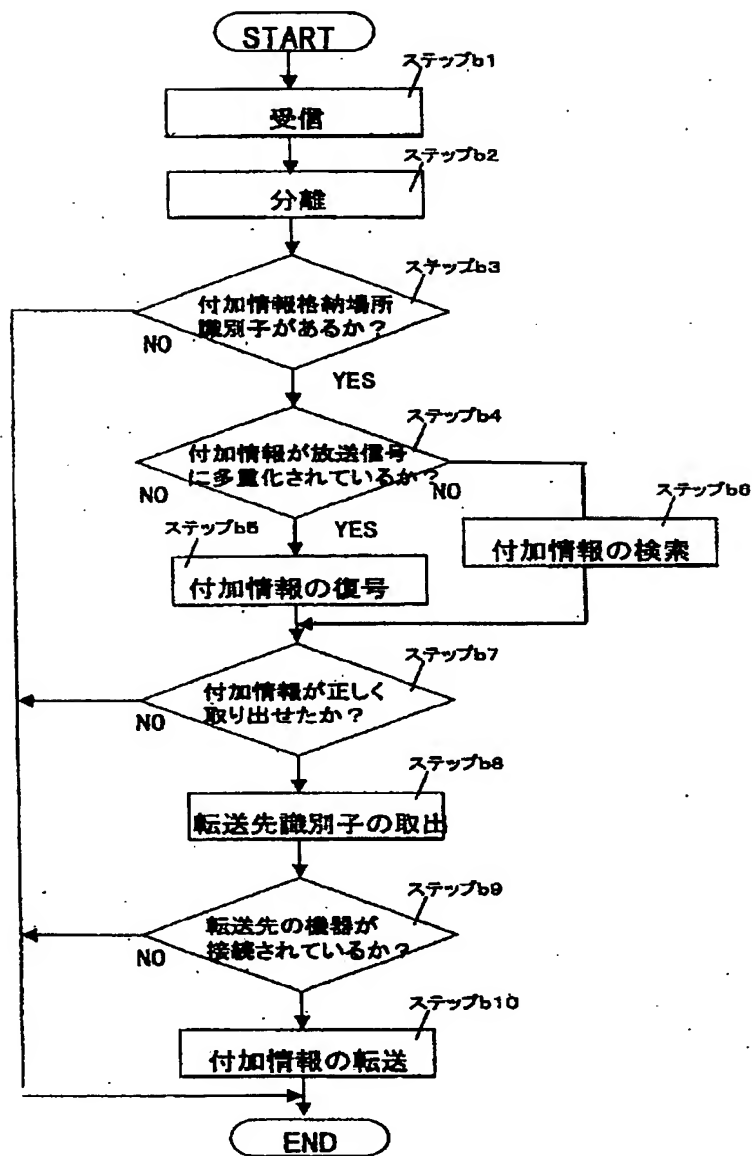 START
ステップb1
受信
ステップb2
分離
ステップb3
付加情報格納場所
識別子があるか？
NO
YES
ステップb4
付加情報が放送信号
に多重化されているか？
NO
NO
YES
ステップb6
付加情報の検索
ステップb5
付加情報の復号
ステップb7
付加情報が正しく
取り出せたか？
NO
ステップb8
転送先識別子の取出
ステップb9
転送先の機器が
接続されているか？
NO
ステップb10
付加情報の転送
END